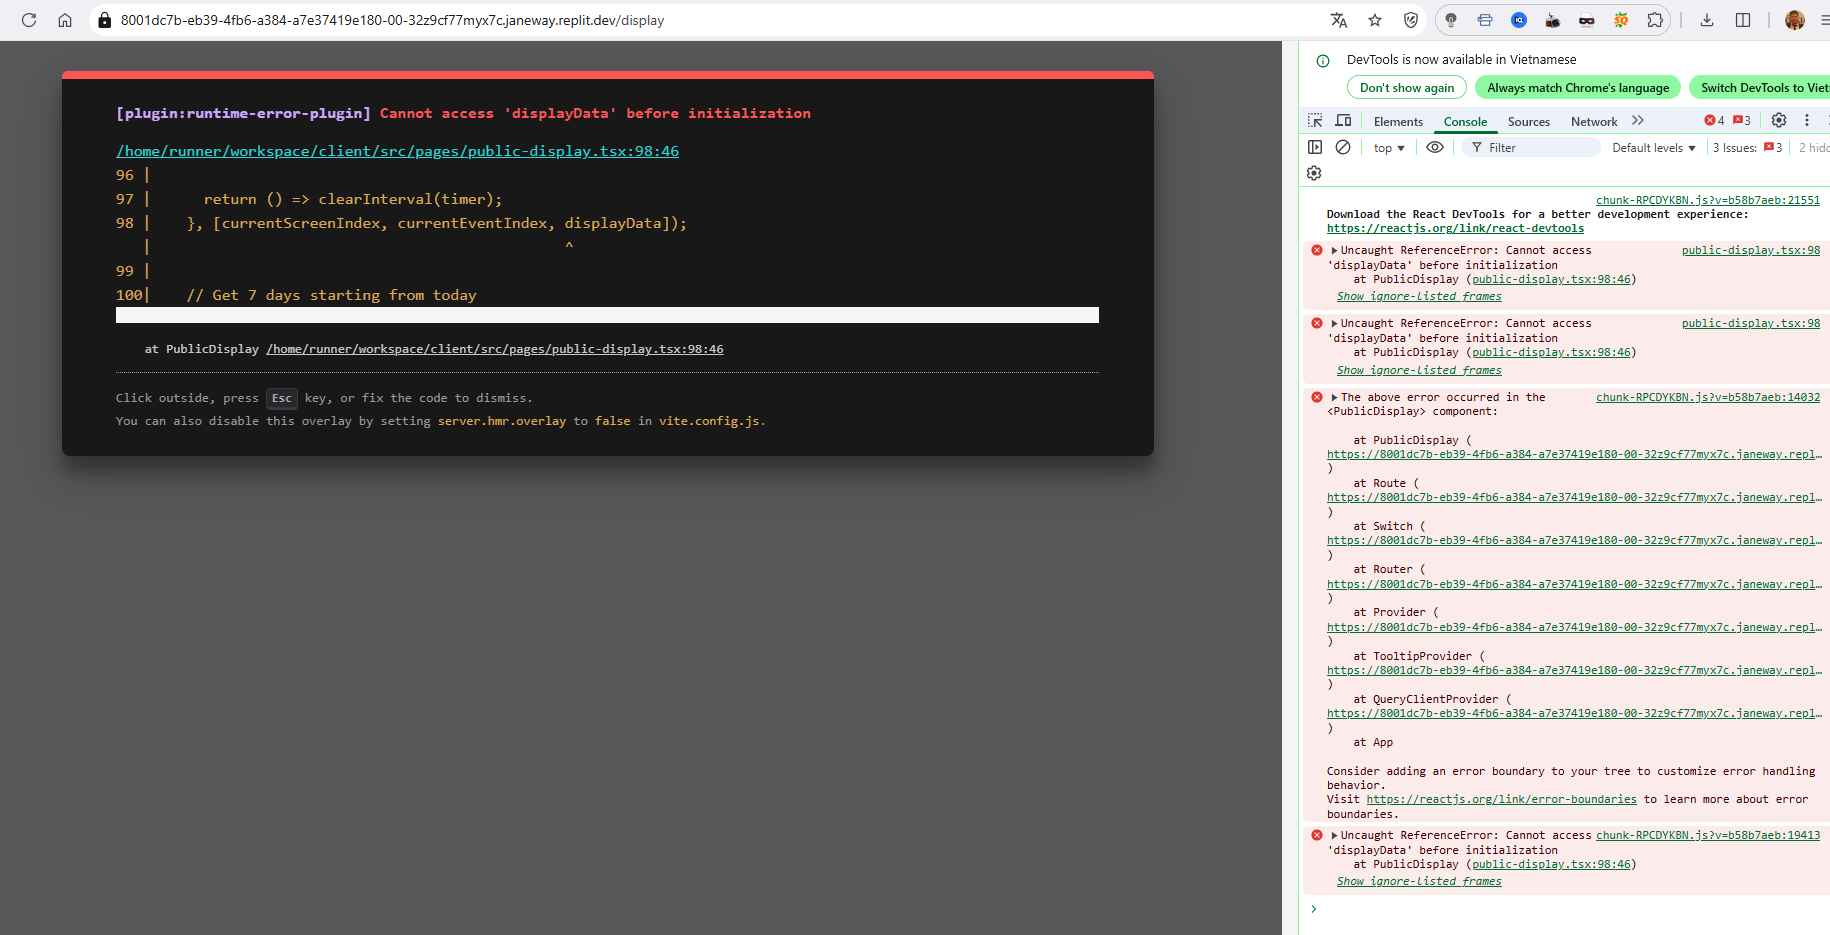 8001dc7b-eb39-4fb6-a384-a7e37419e180-00-32z9cf77myx7c.janeway.replit.dev/display
[plugin:runtime-error-plugin] Cannot access 'displayData' before initialization
/home/runner/workspace/client/src/pages/public-display.tsx:98:46
96 |
97 |      return () => clearInterval(timer);
98 |    }, [currentScreenIndex, currentEventIndex, displayData]);
   |                                               ^
99 |
100|    // Get 7 days starting from today
at PublicDisplay /home/runner/workspace/client/src/pages/public-display.tsx:98:46
Click outside, press Esc key, or fix the code to dismiss.
You can also disable this overlay by setting server.hmr.overlay to false in vite.config.js.
DevTools is now available in Vietnamese
Don't show again Always match Chrome's language Switch DevTools to Viet
Elements Console Sources Network 4 3
top Filter Default levels 3 Issues: 3 2 hidd
chunk-RPCDYKBN.js?v=b58b7aeb:21551
Download the React DevTools for a better development experience:
https://reactjs.org/link/react-devtools
Uncaught ReferenceError: Cannot access public-display.tsx:98
'displayData' before initialization
at PublicDisplay (public-display.tsx:98:46)
Show ignore-listed frames
Uncaught ReferenceError: Cannot access public-display.tsx:98
'displayData' before initialization
at PublicDisplay (public-display.tsx:98:46)
Show ignore-listed frames
The above error occurred in the chunk-RPCDYKBN.js?v=b58b7aeb:14032
<PublicDisplay> component:
at PublicDisplay (
https://8001dc7b-eb39-4fb6-a384-a7e37419e180-00-32z9cf77myx7c.janeway.repl…
)
at Route (
https://8001dc7b-eb39-4fb6-a384-a7e37419e180-00-32z9cf77myx7c.janeway.repl…
)
at Switch (
https://8001dc7b-eb39-4fb6-a384-a7e37419e180-00-32z9cf77myx7c.janeway.repl…
)
at Router (
https://8001dc7b-eb39-4fb6-a384-a7e37419e180-00-32z9cf77myx7c.janeway.repl…
)
at Provider (
https://8001dc7b-eb39-4fb6-a384-a7e37419e180-00-32z9cf77myx7c.janeway.repl…
)
at TooltipProvider (
https://8001dc7b-eb39-4fb6-a384-a7e37419e180-00-32z9cf77myx7c.janeway.repl…
)
at QueryClientProvider (
https://8001dc7b-eb39-4fb6-a384-a7e37419e180-00-32z9cf77myx7c.janeway.repl…
)
at App
Consider adding an error boundary to your tree to customize error handling
behavior.
Visit https://reactjs.org/link/error-boundaries to learn more about error
boundaries.
Uncaught ReferenceError: Cannot access chunk-RPCDYKBN.js?v=b58b7aeb:19413
'displayData' before initialization
at PublicDisplay (public-display.tsx:98:46)
Show ignore-listed frames